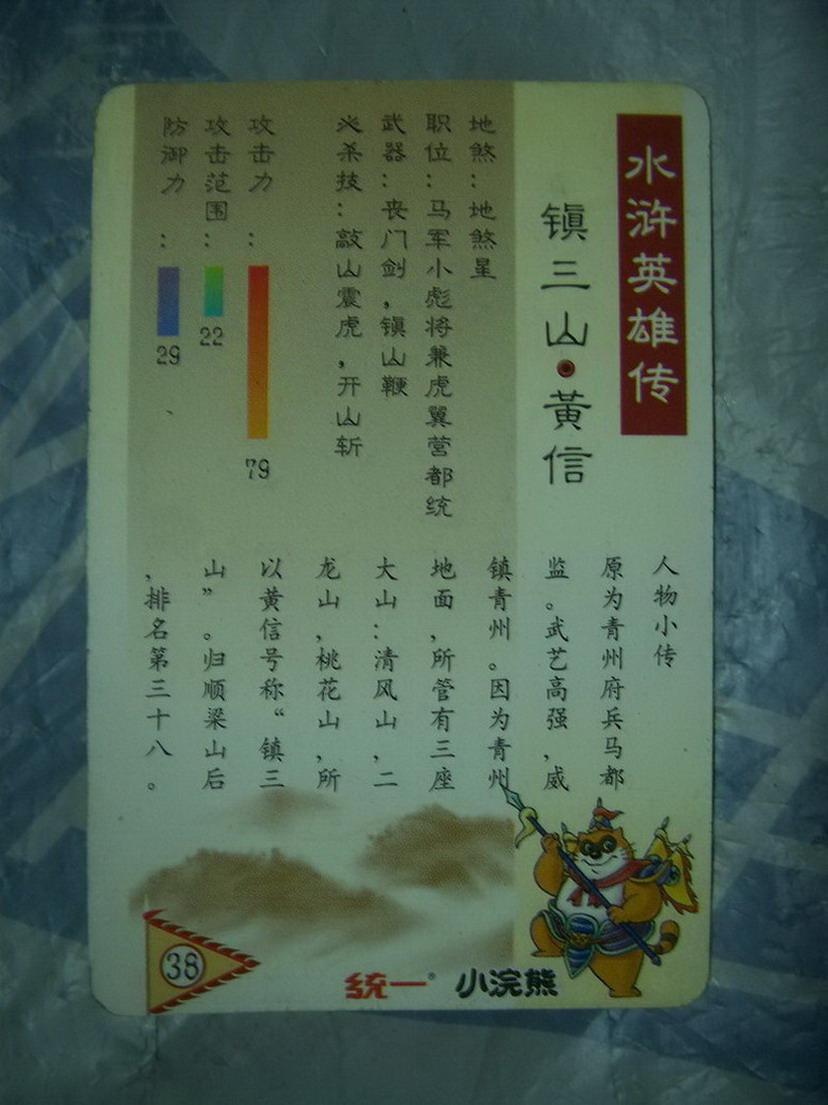 水浒英雄传
镇三山·黄信
地煞：地煞星
职位：马军小彪将兼虎翼营都统
武器：丧门剑，镇山鞭
必杀技：敲山震虎，开山斩
攻击力：79
攻击范围：22
防御力：29
人物小传
原为青州府兵马都
监。武艺高强，威
镇青州。因为青州
地面，所管有三座
大山：清风山，二
龙山，桃花山，所
以黄信号称“镇三
山”。归顺梁山后
，排名第三十八。
38
统一® 小浣熊